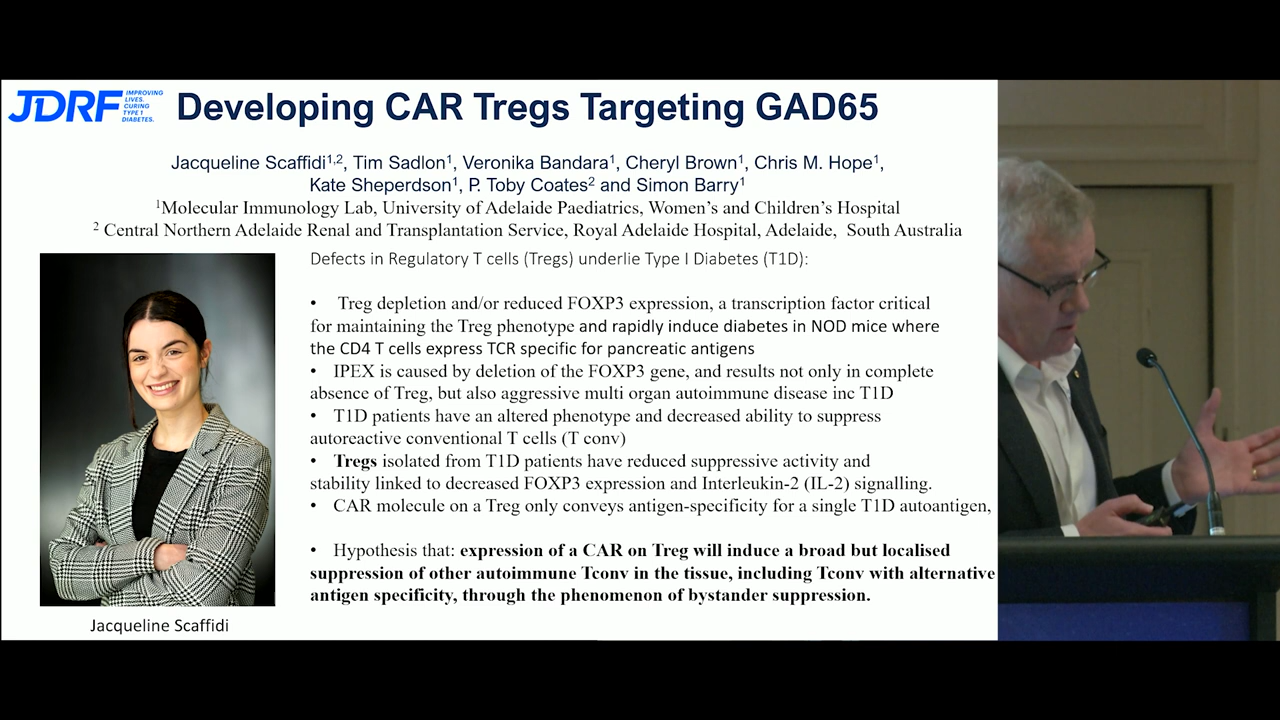 JDRF IMPROVING
LIVES.
CURING
TYPE 1
DIABETES.
Developing CAR Tregs Targeting GAD65
Jacqueline Scaffidi1,2, Tim Sadlon1, Veronika Bandara1, Cheryl Brown1, Chris M. Hope1,
Kate Sheperdson1, P. Toby Coates2 and Simon Barry1
1Molecular Immunology Lab, University of Adelaide Paediatrics, Women's and Children's Hospital
2 Central Northern Adelaide Renal and Transplantation Service, Royal Adelaide Hospital, Adelaide, South Australia
Defects in Regulatory T cells (Tregs) underlie Type I Diabetes (T1D):
• Treg depletion and/or reduced FOXP3 expression, a transcription factor critical
for maintaining the Treg phenotype and rapidly induce diabetes in NOD mice where
the CD4 T cells express TCR specific for pancreatic antigens
• IPEX is caused by deletion of the FOXP3 gene, and results not only in complete
absence of Treg, but also aggressive multi organ autoimmune disease inc T1D
• T1D patients have an altered phenotype and decreased ability to suppress
autoreactive conventional T cells (T conv)
• Tregs isolated from T1D patients have reduced suppressive activity and
stability linked to decreased FOXP3 expression and Interleukin-2 (IL-2) signalling.
• CAR molecule on a Treg only conveys antigen-specificity for a single T1D autoantigen,
• Hypothesis that: expression of a CAR on Treg will induce a broad but localised
suppression of other autoimmune Tconv in the tissue, including Tconv with alternative
antigen specificity, through the phenomenon of bystander suppression.
Jacqueline Scaffidi